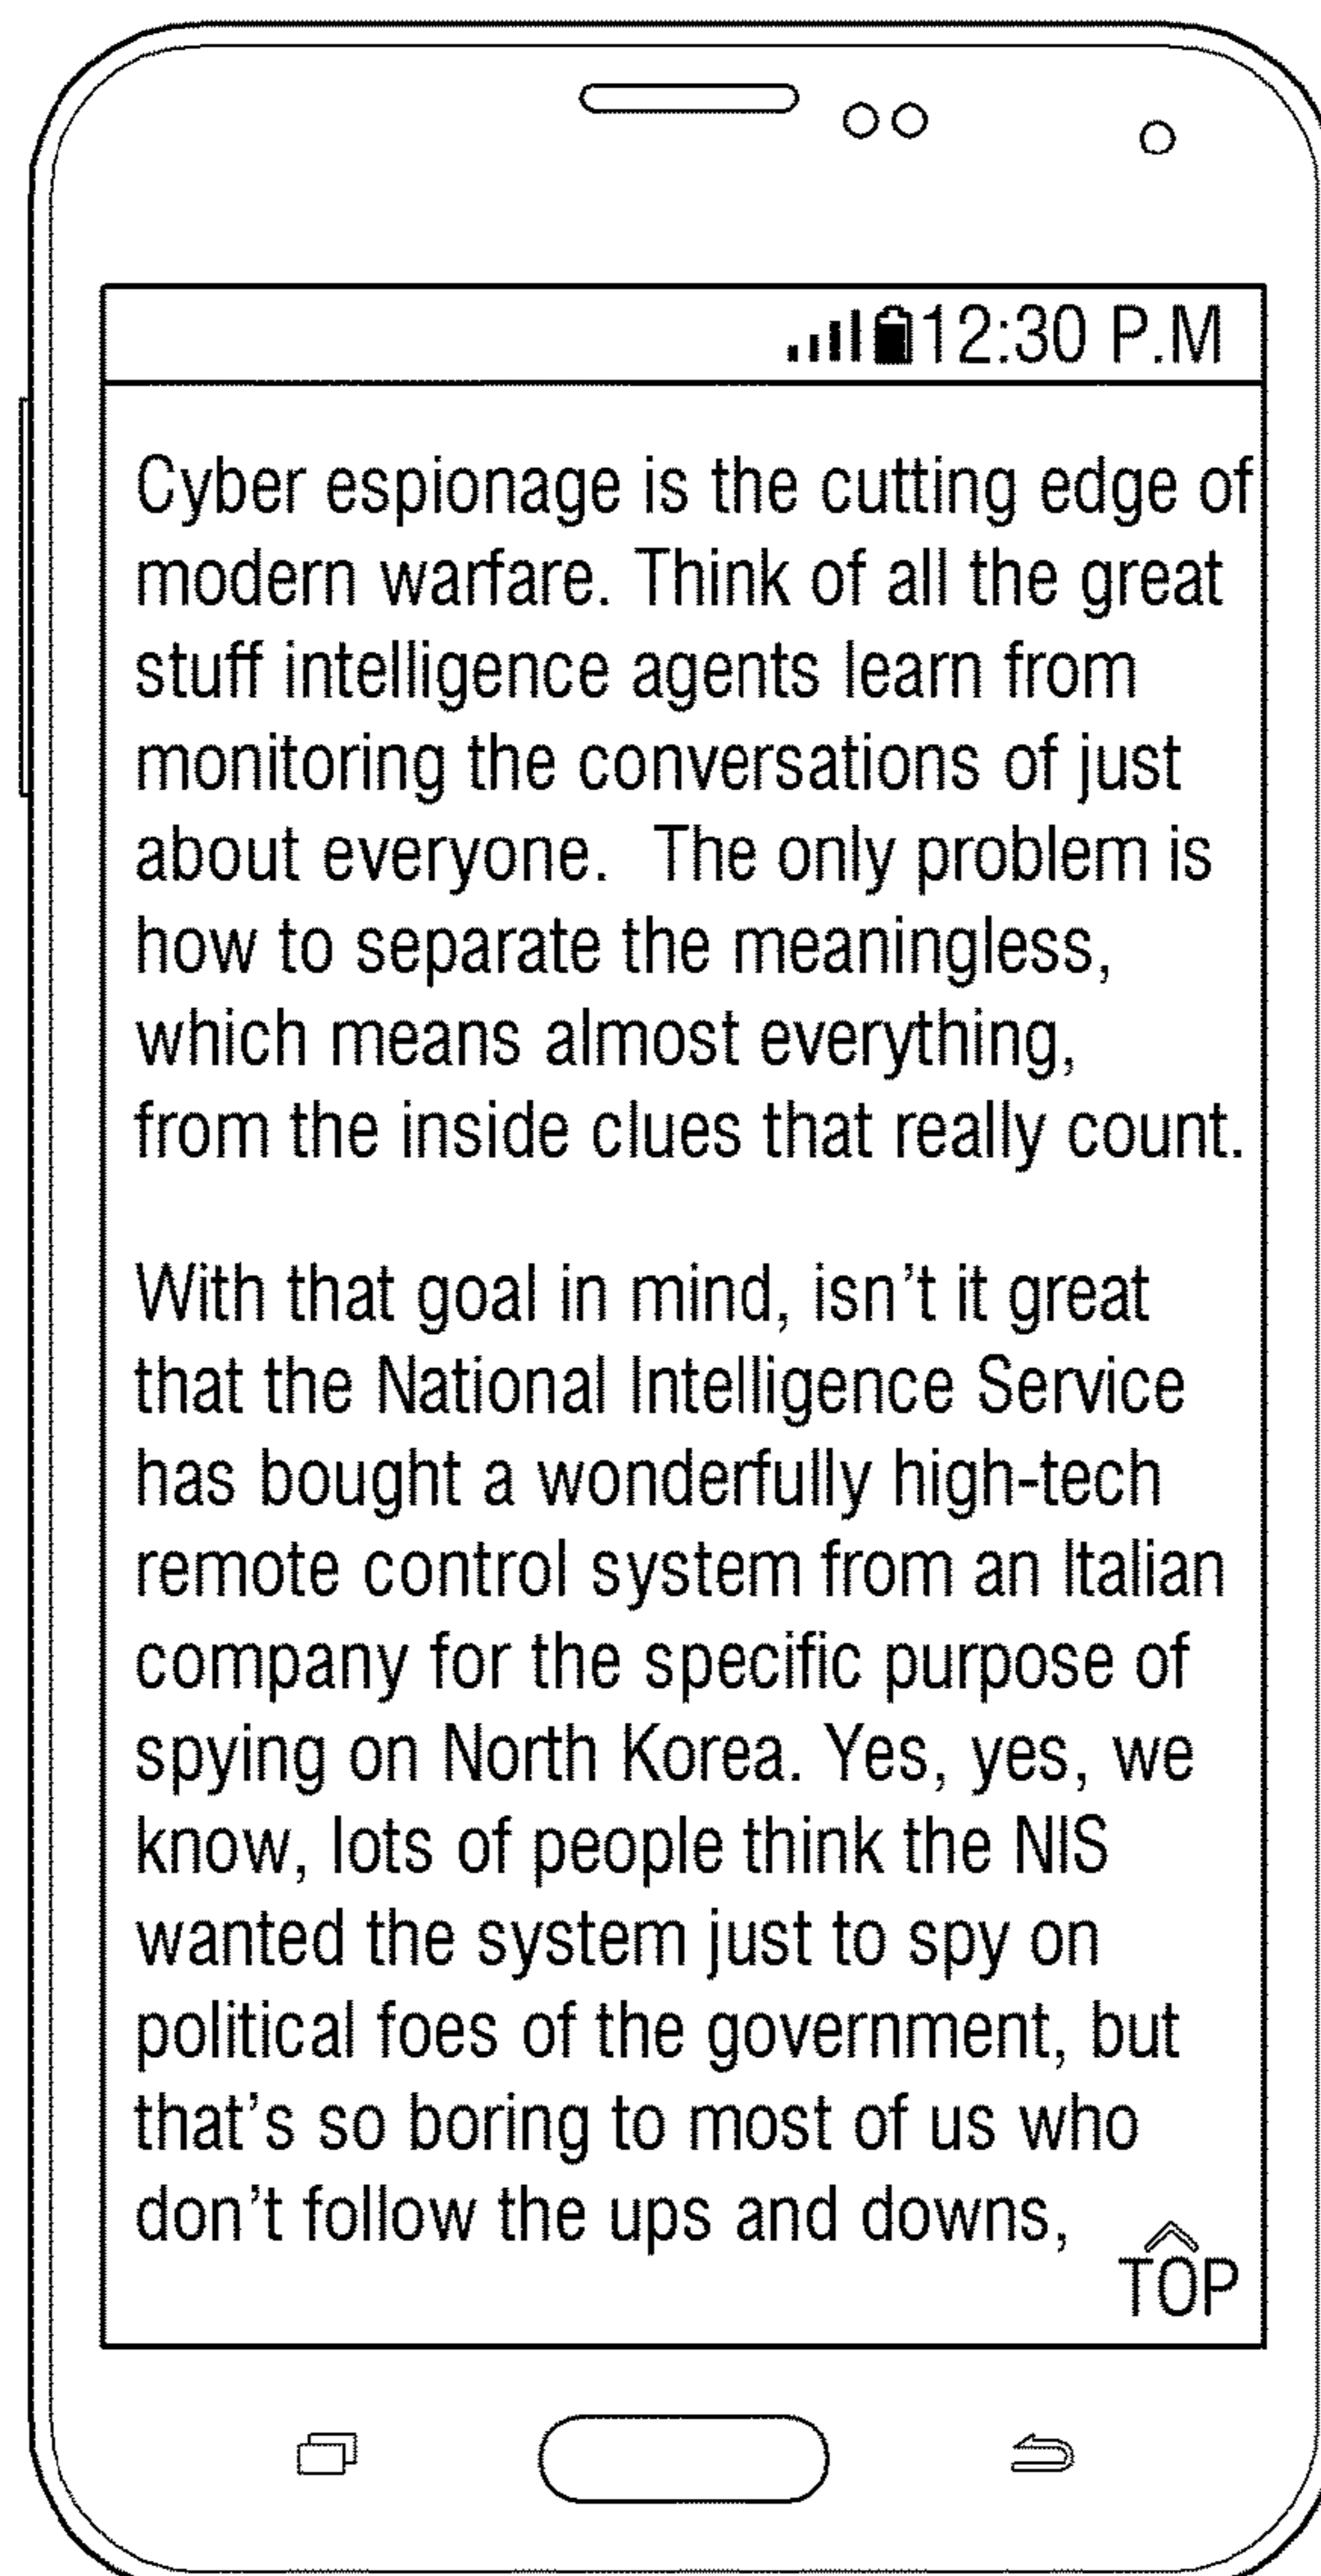 12:30 P.M
Cyber espionage is the cutting edge of
modern warfare. Think of all the great
stuff intelligence agents learn from
monitoring the conversations of just
about everyone.  The only problem is
how to separate the meaningless,
which means almost everything,
from the inside clues that really count.
With that goal in mind, isn't it great
that the National Intelligence Service
has bought a wonderfully high-tech
remote control system from an Italian
company for the specific purpose of
spying on North Korea. Yes, yes, we
know, lots of people think the NIS
wanted the system just to spy on
political foes of the government, but
that's so boring to most of us who
don't follow the ups and downs,
TOP